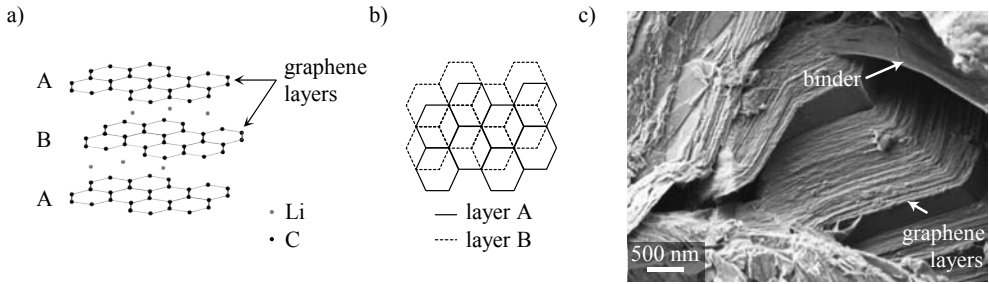 a)
A
B
A
graphene
layers
Li
C
b)
layer A
layer B
c)
binder
graphene
layers
500 nm